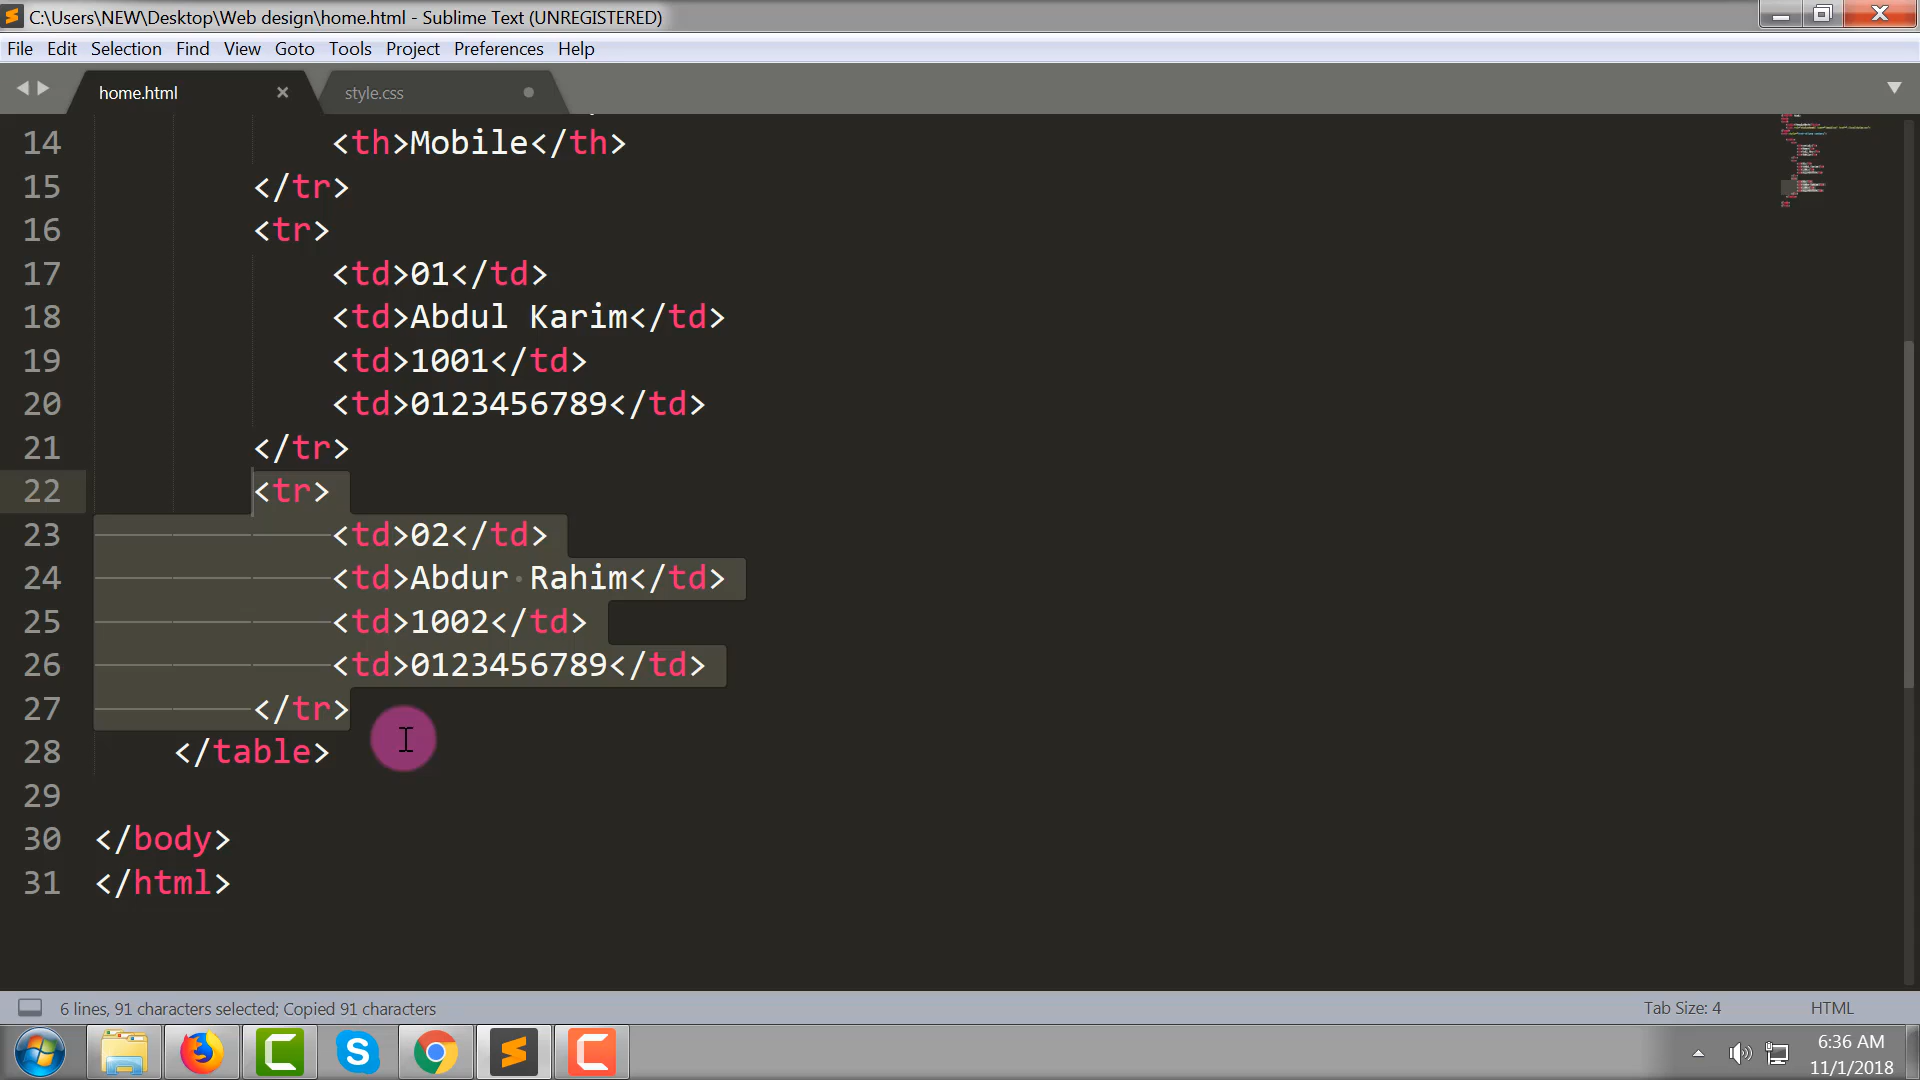 C:\Users\NEW\Desktop\Web design\home.html - Sublime Text (UNREGISTERED)
File Edit Selection Find View Goto Tools Project Preferences Help
home.html style.css
14 <th>Mobile</th>
15 </tr>
16 <tr>
17 <td>01</td>
18 <td>Abdul Karim</td>
19 <td>1001</td>
20 <td>0123456789</td>
21 </tr>
22 <tr>
23 <td>02</td>
24 <td>Abdur Rahim</td>
25 <td>1002</td>
26 <td>0123456789</td>
27 </tr>
28 </table>
29
30 </body>
31 </html>
6 lines, 91 characters selected; Copied 91 characters Tab Size: 4 HTML
6:36 AM
11/1/2018